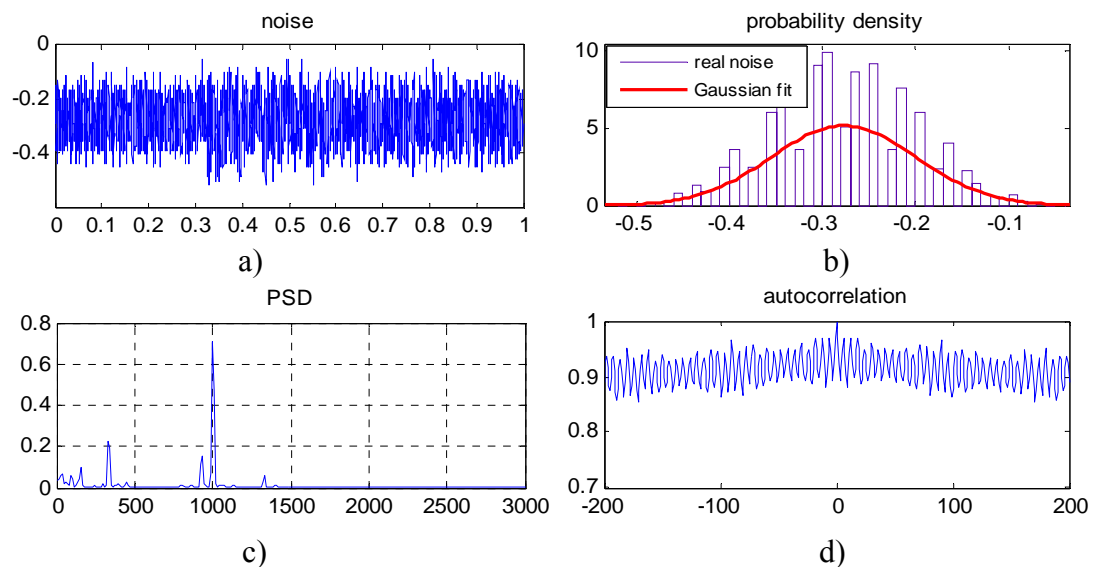 noise
0
-0.2
-0.4
0 0.1 0.2 0.3 0.4 0.5 0.6 0.7 0.8 0.9 1
a)
probability density
10
5
0
real noise
Gaussian fit
-0.5 -0.4 -0.3 -0.2 -0.1
b)
PSD
0.8
0.6
0.4
0.2
0
0 500 1000 1500 2000 2500 3000
c)
autocorrelation
1
0.9
0.8
0.7
-200 -100 0 100 200
d)